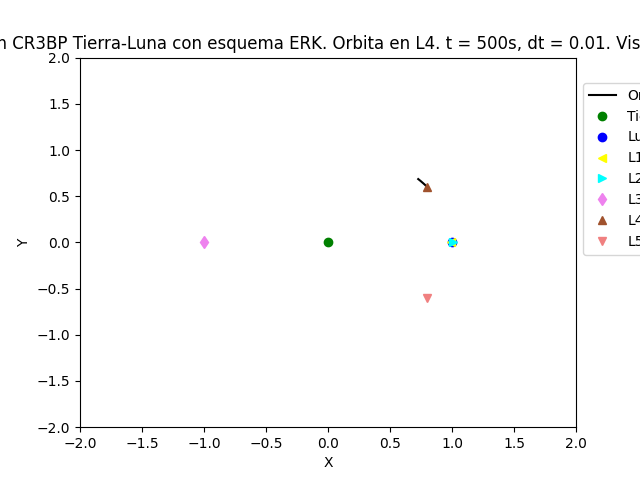 n CR3BP Tierra-Luna con esquema ERK. Orbita en L4. t = 500s, dt = 0.01. Vis
2.0
1.5
1.0
0.5
0.0
−0.5
−1.0
−1.5
−2.0
Y
−2.0 −1.5 −1.0 −0.5 0.0 0.5 1.0 1.5 2.0
X
Or
Ti
Lu
L1
L2
L3
L4
L5